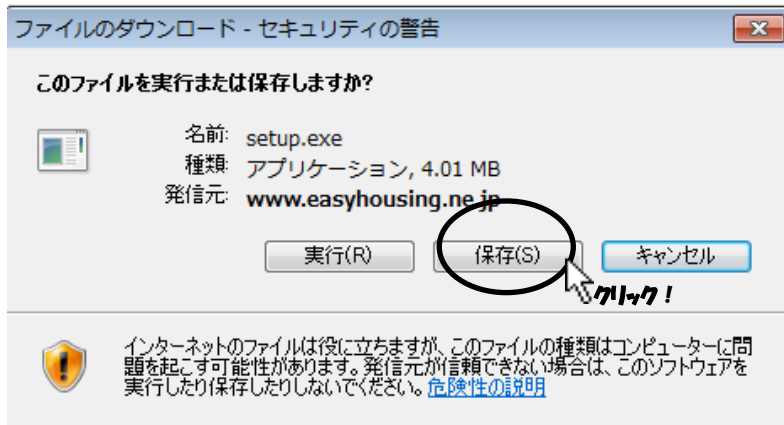 ファイルのダウンロード - セキュリティの警告
このファイルを実行または保存しますか?
名前: setup.exe
種類: アプリケーション, 4.01 MB
発信元: www.easyhousing.ne.jp
実行(R) 保存(S) キャンセル
クリック!
インターネットのファイルは役に立ちますが、このファイルの種類はコンピューターに問
題を起こす可能性があります。発信元が信頼できない場合は、このソフトウェアを
実行したり保存したりしないでください。危険性の説明